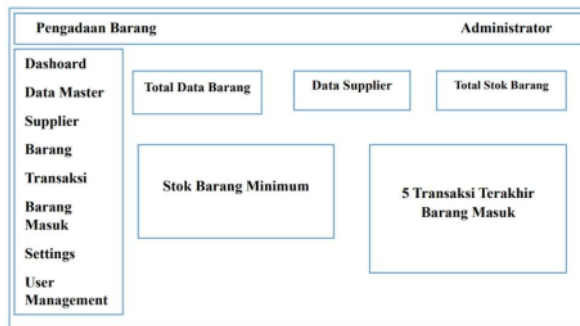 Pengadaan Barang
Administrator
Dashoard
Data Master
Supplier
Barang
Transaksi
Barang
Masuk
Settings
User
Management
Total Data Barang
Data Supplier
Total Stok Barang
Stok Barang Minimum
5 Transaksi Terakhir
Barang Masuk